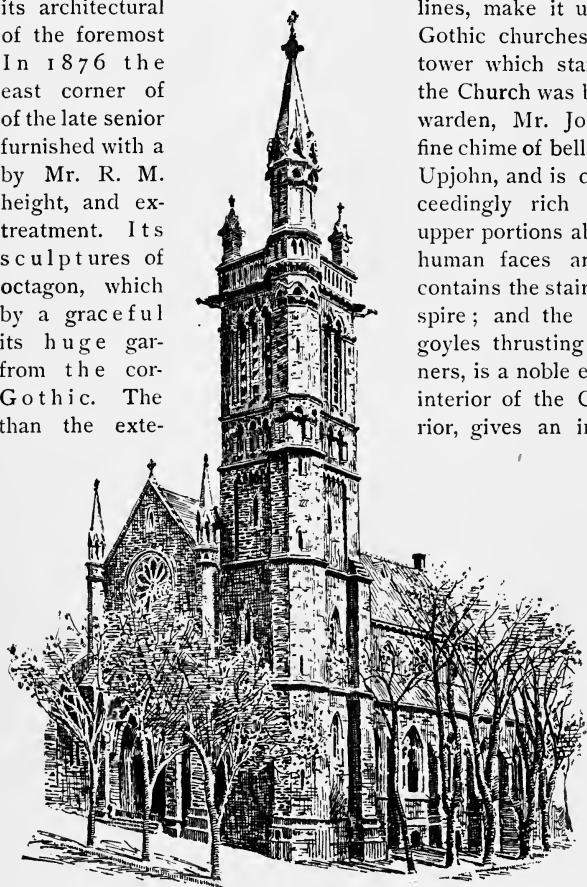 its architectural lines, make it u
of the foremost Gothic churches
In 1876 the tower which sta
east corner of the Church was b
of the late senior warden, Mr. Jo
furnished with a fine chime of bell
by Mr. R. M. Upjohn, and is c
height, and ex- ceedingly rich
treatment. Its upper portions ab
sculptures of human faces an
octagon, which contains the stair
by a graceful spire; and the
its huge gar- goyles thrusting
from the cor- ners, is a noble e
Gothic. The interior of the C
than the exte- rior, gives an in